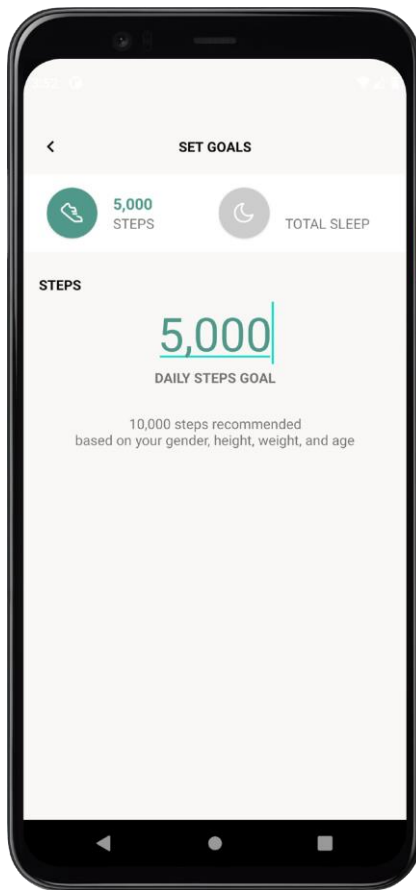 SET GOALS
5,000
STEPS
TOTAL SLEEP
STEPS
5,000
DAILY STEPS GOAL
10,000 steps recommended
based on your gender, height, weight, and age